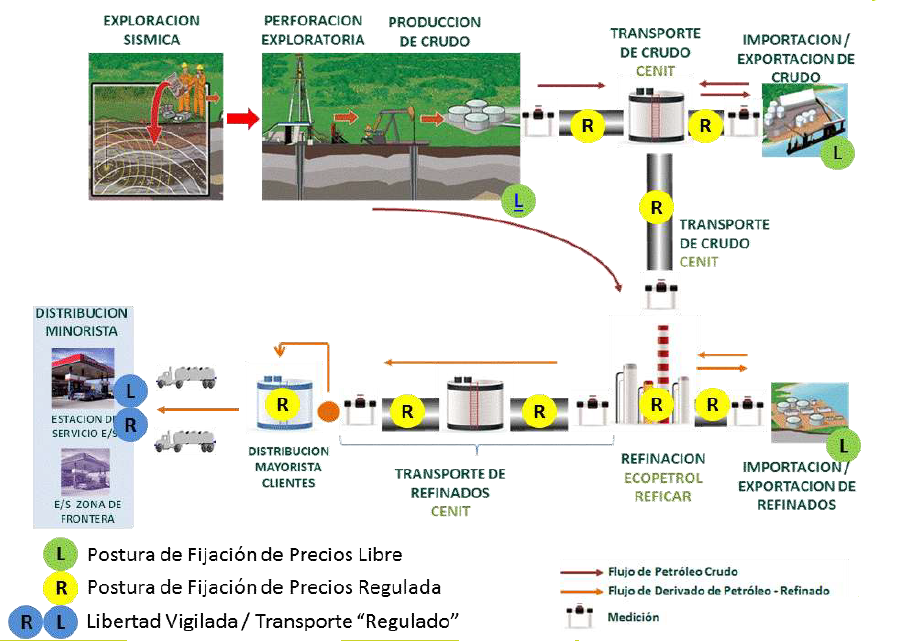 EXPLORACION
SISMICA
PERFORACION
EXPLORATORIA
PRODUCCION
DE CRUDO
TRANSPORTE
DE CRUDO
CENIT
IMPORTACION /
EXPORTACION DE
CRUDO
R
R
L
L
R
TRANSPORTE
DE CRUDO
CENIT
DISTRIBUCION
MINORISTA
L
ESTACION DE
SERVICIO E/S
R
E/S ZONA DE
FRONTERA
R
DISTRIBUCION
MAYORISTA
CLIENTES
R
R
TRANSPORTE DE
REFINADOS
CENIT
R
R
REFINACION
ECOPETROL
REFICAR
L
IMPORTACION /
EXPORTACION DE
REFINADOS
L Postura de Fijación de Precios Libre
R Postura de Fijación de Precios Regulada
R L Libertad Vigilada / Transporte “Regulado”
Flujo de Petróleo Crudo
Flujo de Derivado de Petróleo - Refinado
Medición